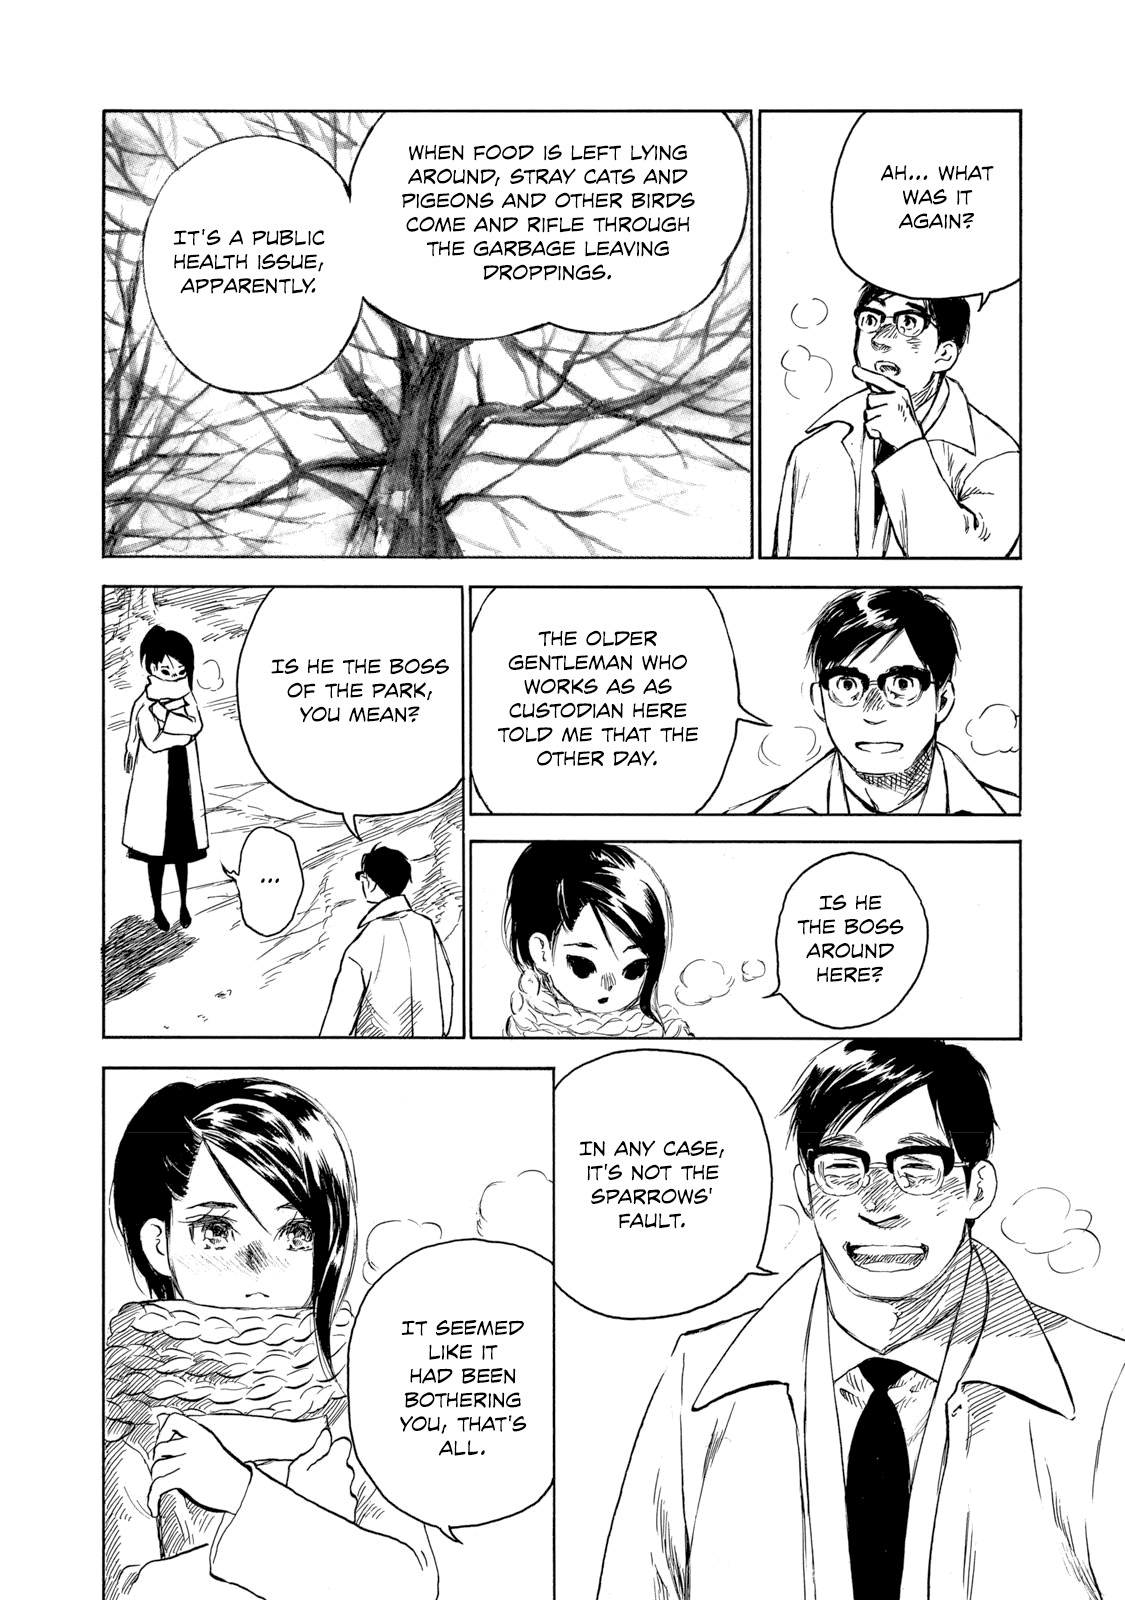 AH... WHAT
WAS IT
AGAIN?
WHEN FOOD IS LEFT LYING
AROUND, STRAY CATS AND
PIGEONS AND OTHER BIRDS
COME AND RIFLE THROUGH
THE GARBAGE LEAVING
DROPPINGS.
IT'S A PUBLIC
HEALTH ISSUE,
APPARENTLY.
THE OLDER
GENTLEMAN WHO
WORKS AS AS
CUSTODIAN HERE
TOLD ME THAT THE
OTHER DAY.
IS HE
THE BOSS
AROUND
HERE?
IS HE THE BOSS
OF THE PARK,
YOU MEAN?
...
IN ANY CASE,
IT'S NOT THE
SPARROWS'
FAULT.
IT SEEMED
LIKE IT
HAD BEEN
BOTHERING
YOU, THAT'S
ALL.